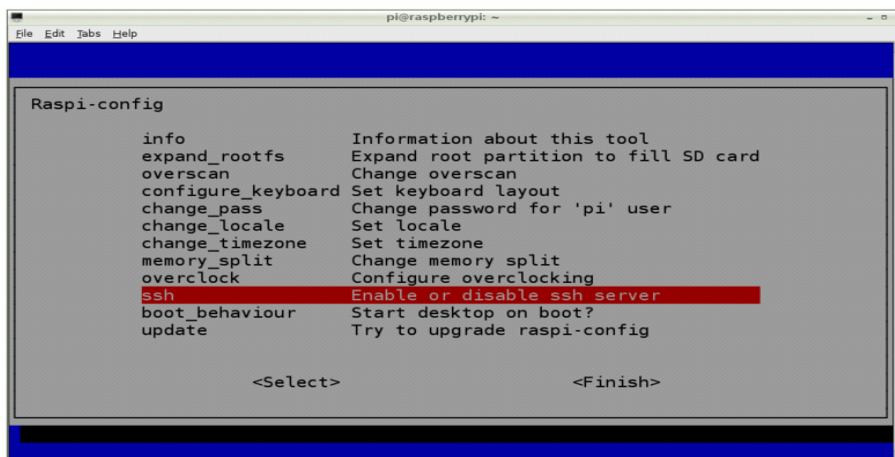 pi@raspberrypi: ~
File Edit Tabs Help
Raspi-config
info Information about this tool
expand_rootfs Expand root partition to fill SD card
overscan Change overscan
configure_keyboard Set keyboard layout
change_pass Change password for 'pi' user
change_locale Set locale
change_timezone Set timezone
memory_split Change memory split
overclock Configure overclocking
ssh Enable or disable ssh server
boot_behaviour Start desktop on boot?
update Try to upgrade raspi-config
<Select> <Finish>